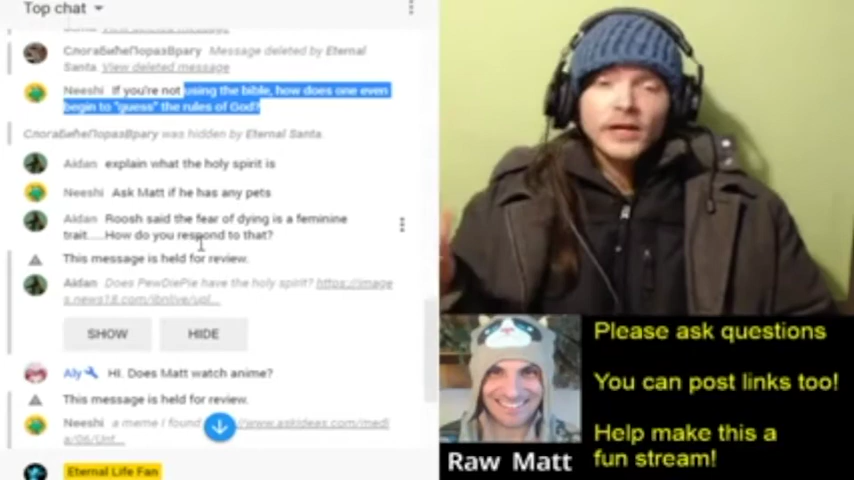 Top chat
СлогаБићеПоразВрагу Message deleted by Eternal
Santa. View deleted message
Neeshi If you're not using the bible, how does one even
begin to "guess" the rules of God?
СлогаБићеПоразВрагу was hidden by Eternal Santa.
Aidan explain what the holy spirit is
Neeshi Ask Matt if he has any pets
Aidan Roosh said the fear of dying is a feminine
trait.....How do you respond to that?
This message is held for review.
Aidan Does PewDiePie have the holy spirit? https://image
s.news18.com/ibnlive/upl...
SHOW
HIDE
Aly HI. Does Matt watch anime?
This message is held for review.
Neeshi a meme I found //www.askideas.com/medi
a/06/Unt...
Eternal Life Fan
Please ask questions
You can post links too!
Help make this a
fun stream!
Raw Matt